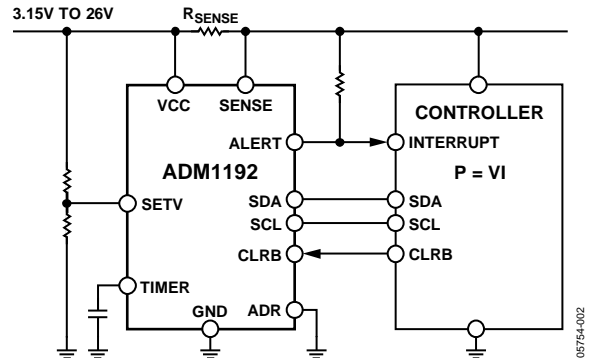 3.15V TO 26V
RSENSE
VCC
SENSE
CONTROLLER
ALERT
INTERRUPT
ADM1192
P = VI
SETV
SDA
SDA
SCL
SCL
CLRB
CLRB
TIMER
GND
ADR
05754-002